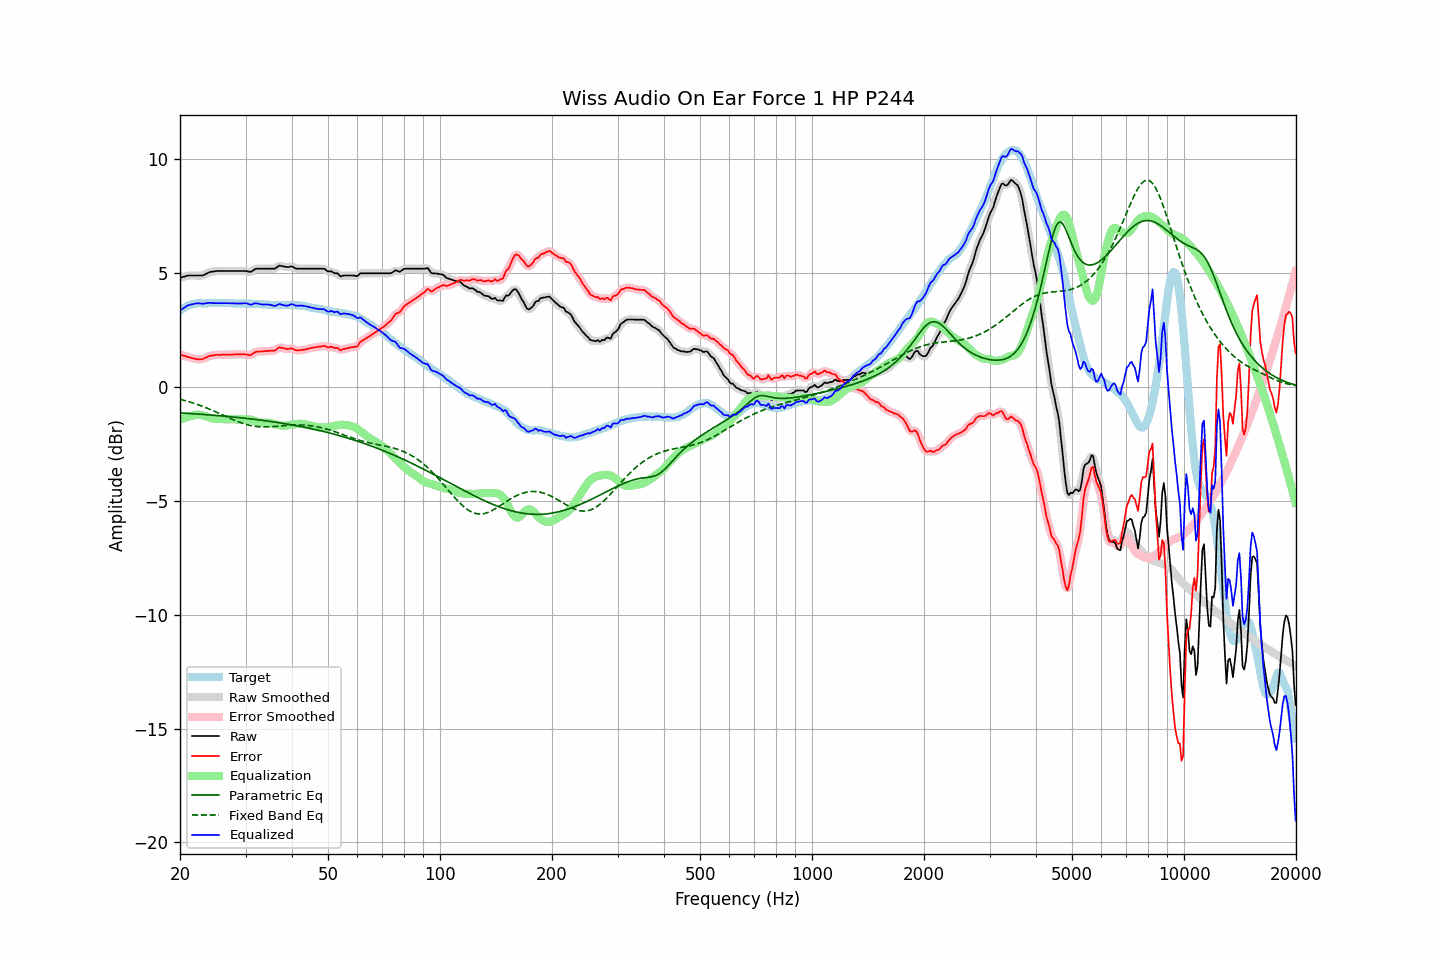 Wiss Audio On Ear Force 1 HP P244
10
5
0
−5
−10
−15
−20
Amplitude (dBr)
Target
Raw Smoothed
Error Smoothed
Raw
Error
Equalization
Parametric Eq
Fixed Band Eq
Equalized
20 50 100 200 500 1000 2000 5000 10000 20000
Frequency (Hz)